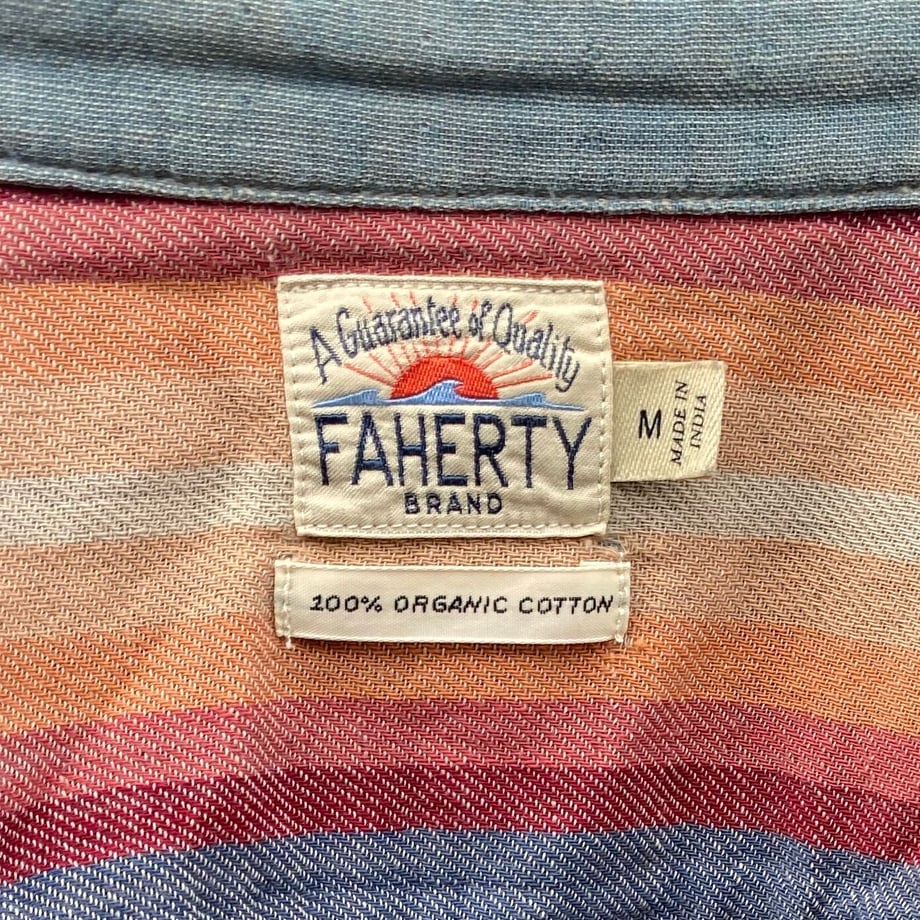 A Guarantee of Quality
FAHERTY
BRAND
M
MADE IN
INDIA
100% ORGANIC COTTON